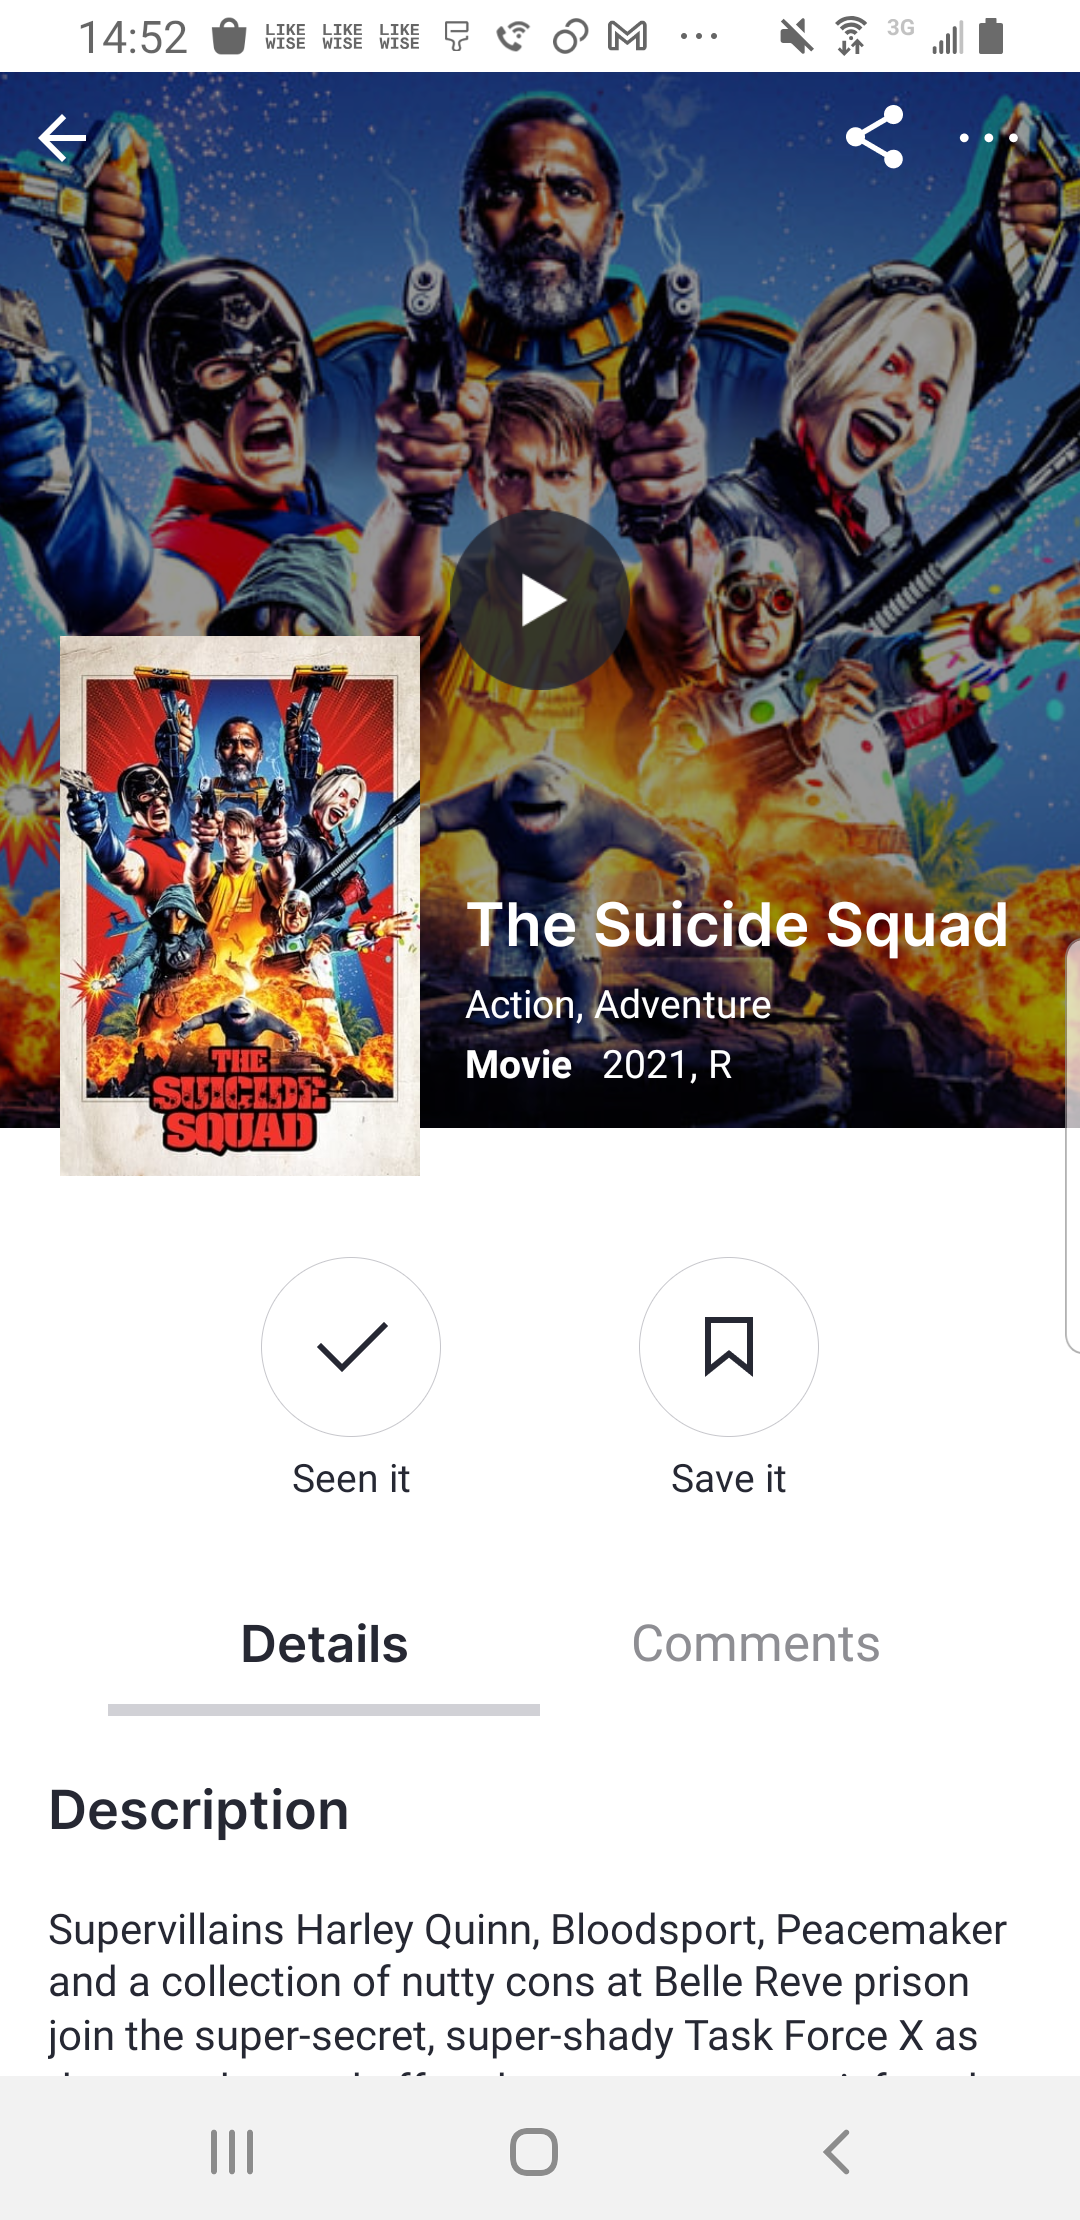 14:52 LIKE WISE LIKE WISE LIKE WISE 3G
THE
SUICIDE
SQUAD
The Suicide Squad
Action, Adventure
Movie 2021, R
Seen it Save it
Details Comments
Description
Supervillains Harley Quinn, Bloodsport, Peacemaker
and a collection of nutty cons at Belle Reve prison
join the super-secret, super-shady Task Force X as